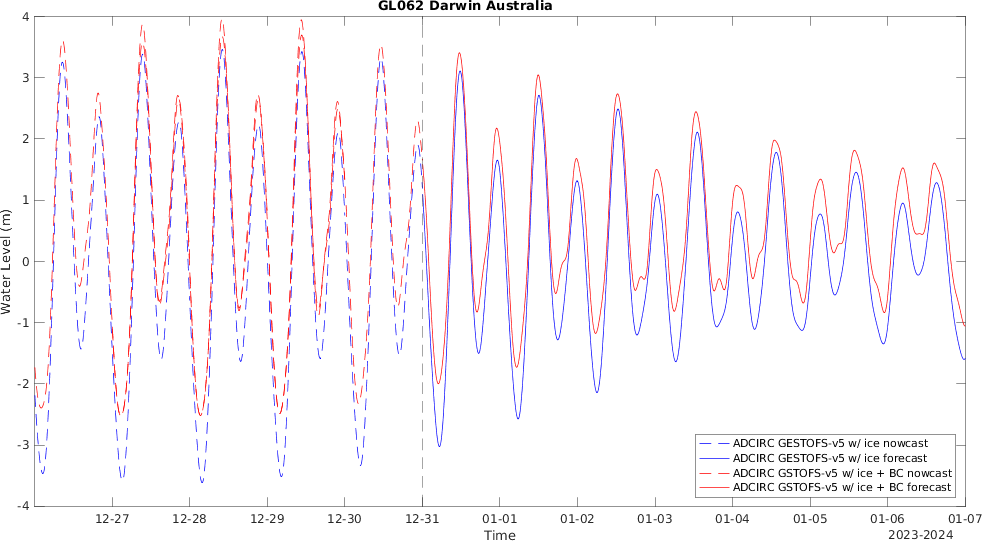 GL062 Darwin Australia
4
3
2
1
0
-1
-2
-3
-4
Water Level (m)
12-27 12-28 12-29 12-30 12-31 01-01 01-02 01-03 01-04 01-05 01-06 01-07
Time
2023-2024
ADCIRC GESTOFS-v5 w/ ice nowcast
ADCIRC GESTOFS-v5 w/ ice forecast
ADCIRC GSTOFS-v5 w/ ice + BC nowcast
ADCIRC GSTOFS-v5 w/ ice + BC forecast